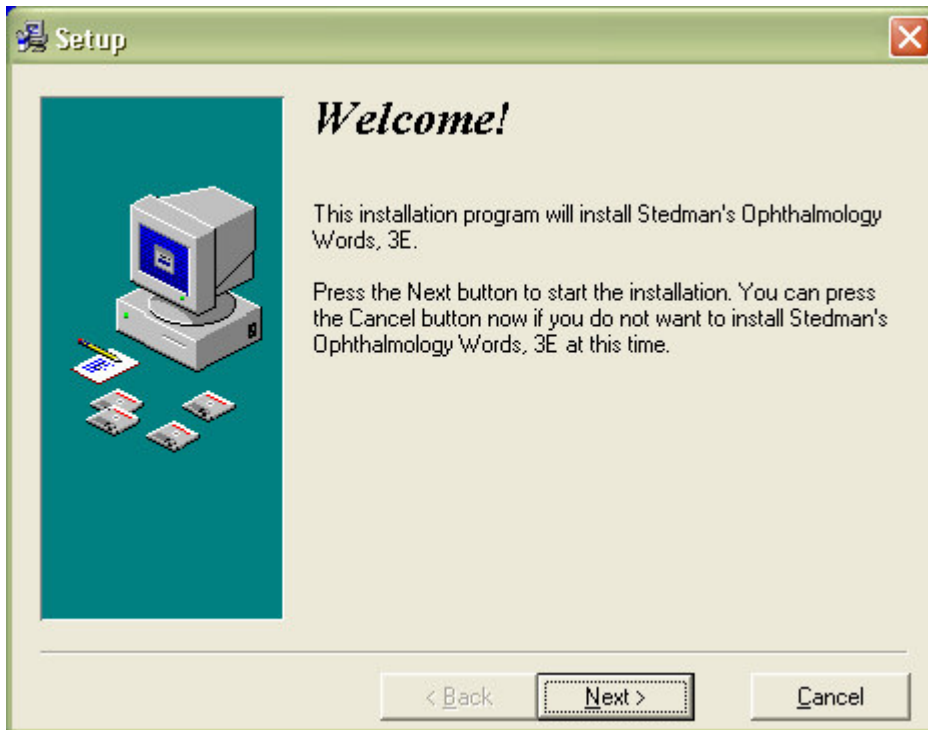 Setup
Welcome!
This installation program will install Stedman's Ophthalmology
Words, 3E.
Press the Next button to start the installation. You can press
the Cancel button now if you do not want to install Stedman's
Ophthalmology Words, 3E at this time.
< Back
Next >
Cancel